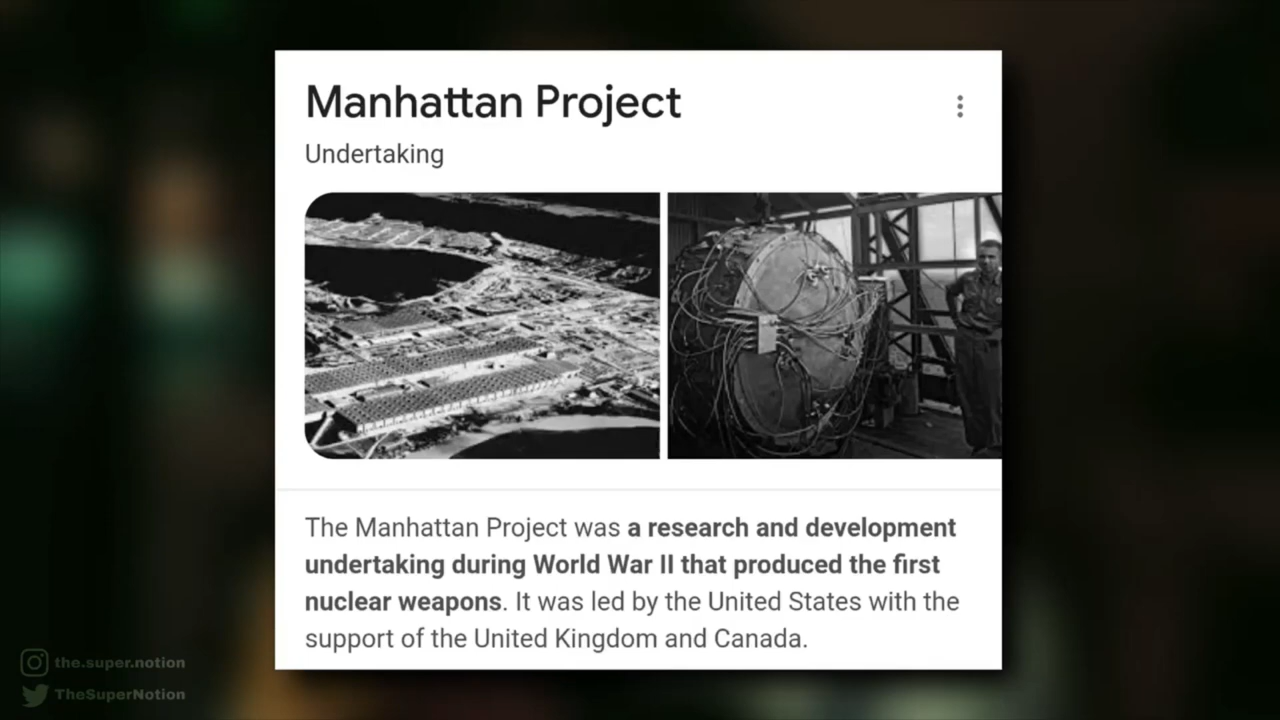 Manhattan Project
Undertaking
The Manhattan Project was a research and development
undertaking during World War II that produced the first
nuclear weapons. It was led by the United States with the
support of the United Kingdom and Canada.
the.super.notion
TheSuperNotion